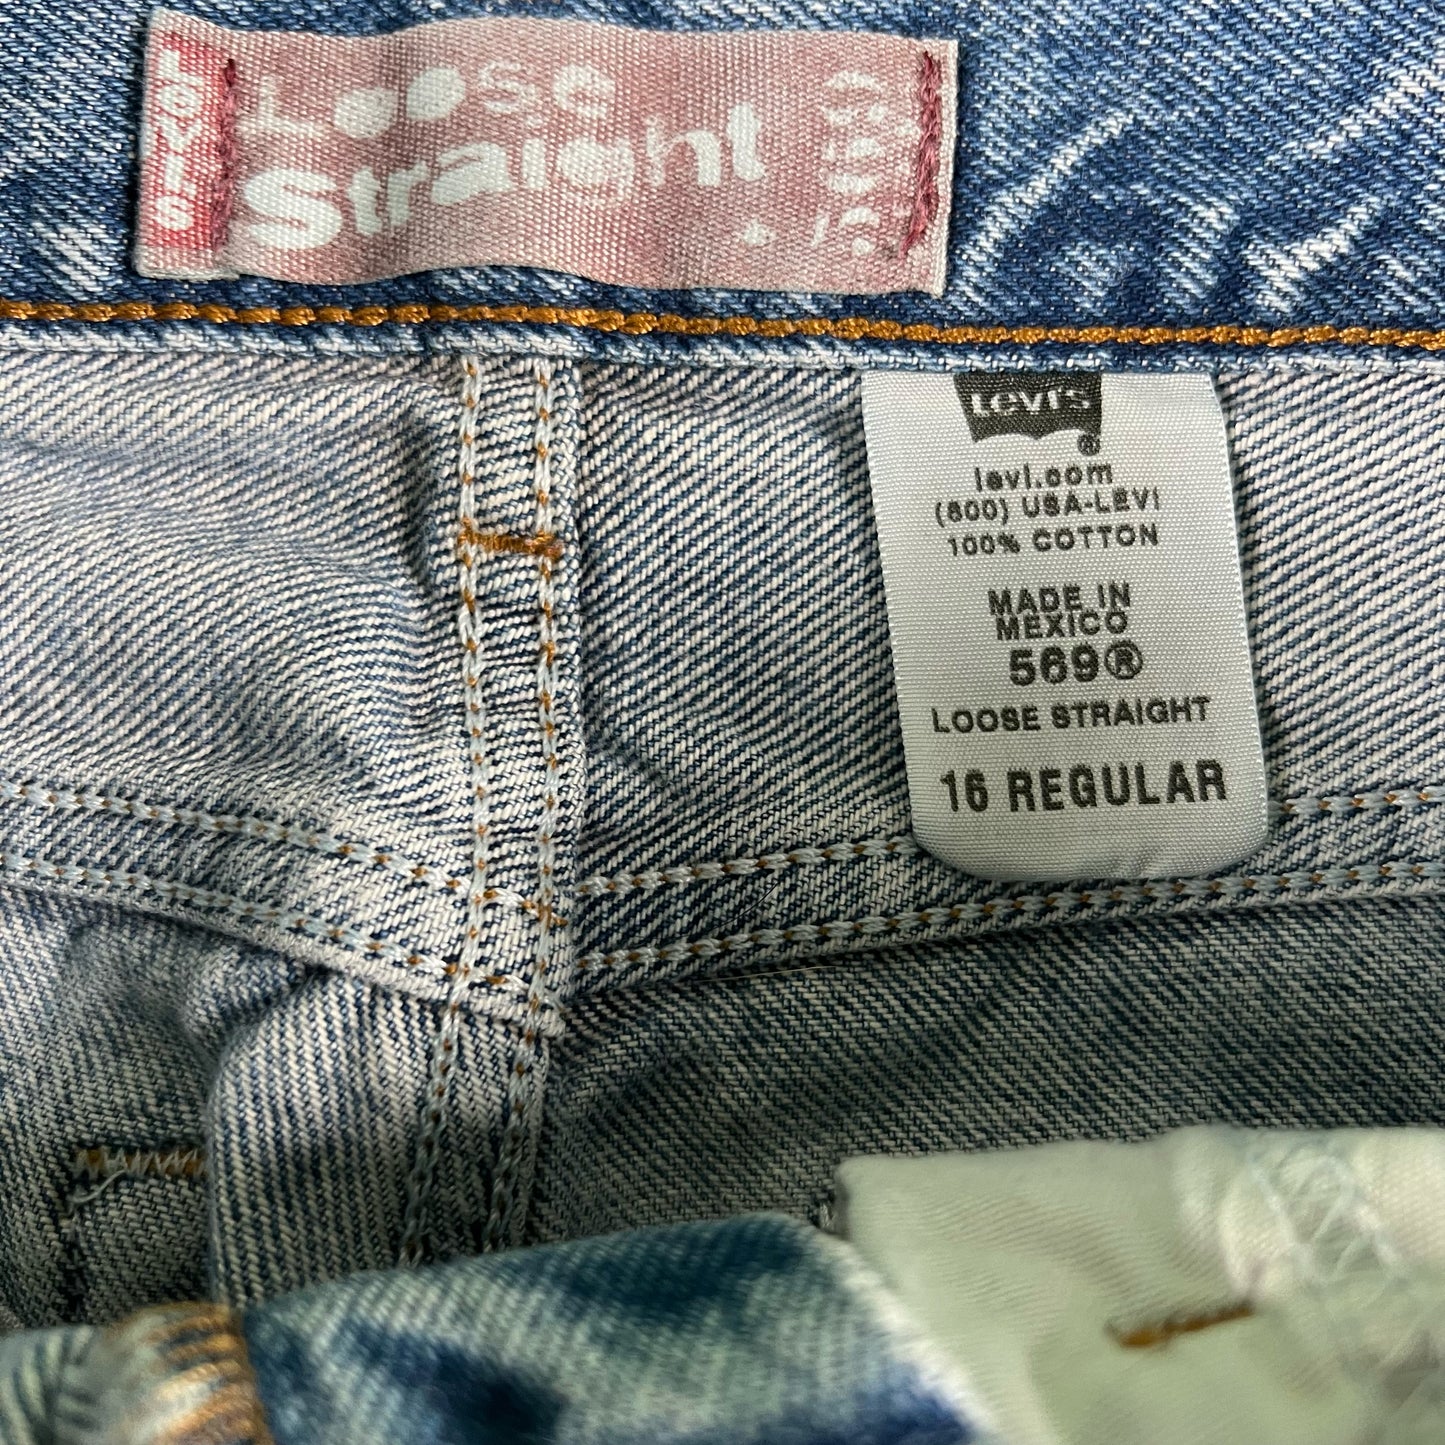 Levi's
Loose
Straight
569
Levi's
®
levi.com
(800) USA-LEVI
100% COTTON
MADE IN
MEXICO
569®
LOOSE STRAIGHT
16 REGULAR